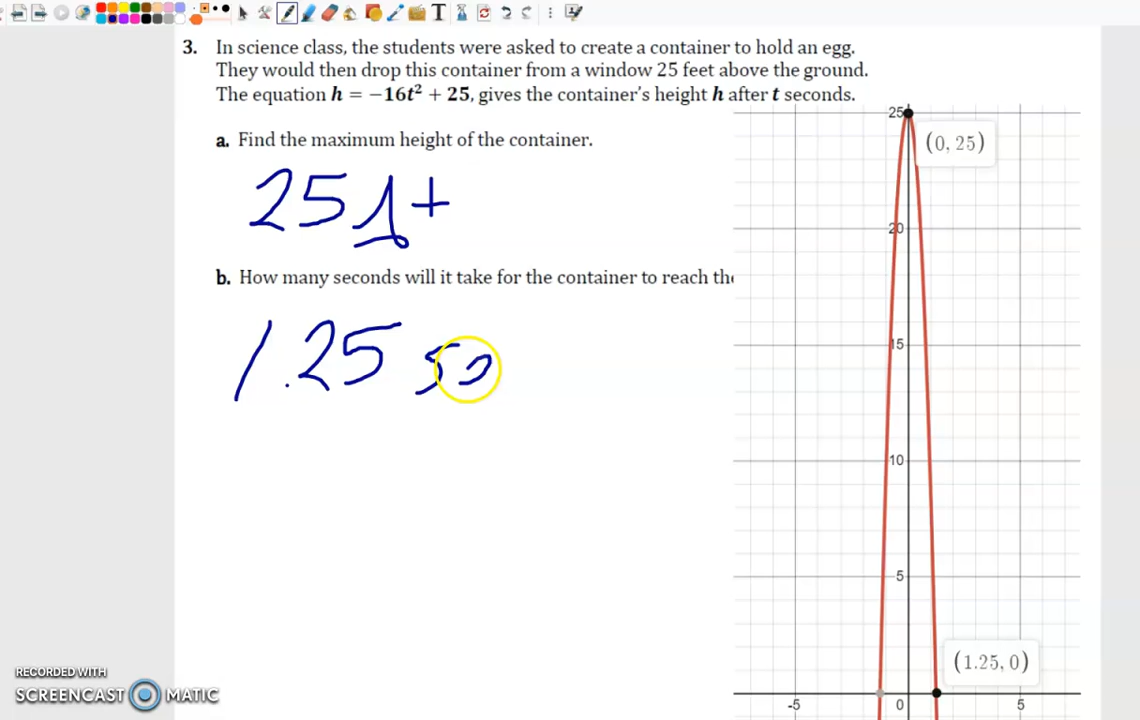 3. In science class, the students were asked to create a container to hold an egg.
They would then drop this container from a window 25 feet above the ground.
The equation h = −16t² + 25, gives the container's height h after t seconds.
a. Find the maximum height of the container.
25 ft
b. How many seconds will it take for the container to reach the
1.25 se
25
(0, 25)
20
15
10
5
(1.25, 0)
-5
0
5
RECORDED WITH
SCREENCAST MATIC